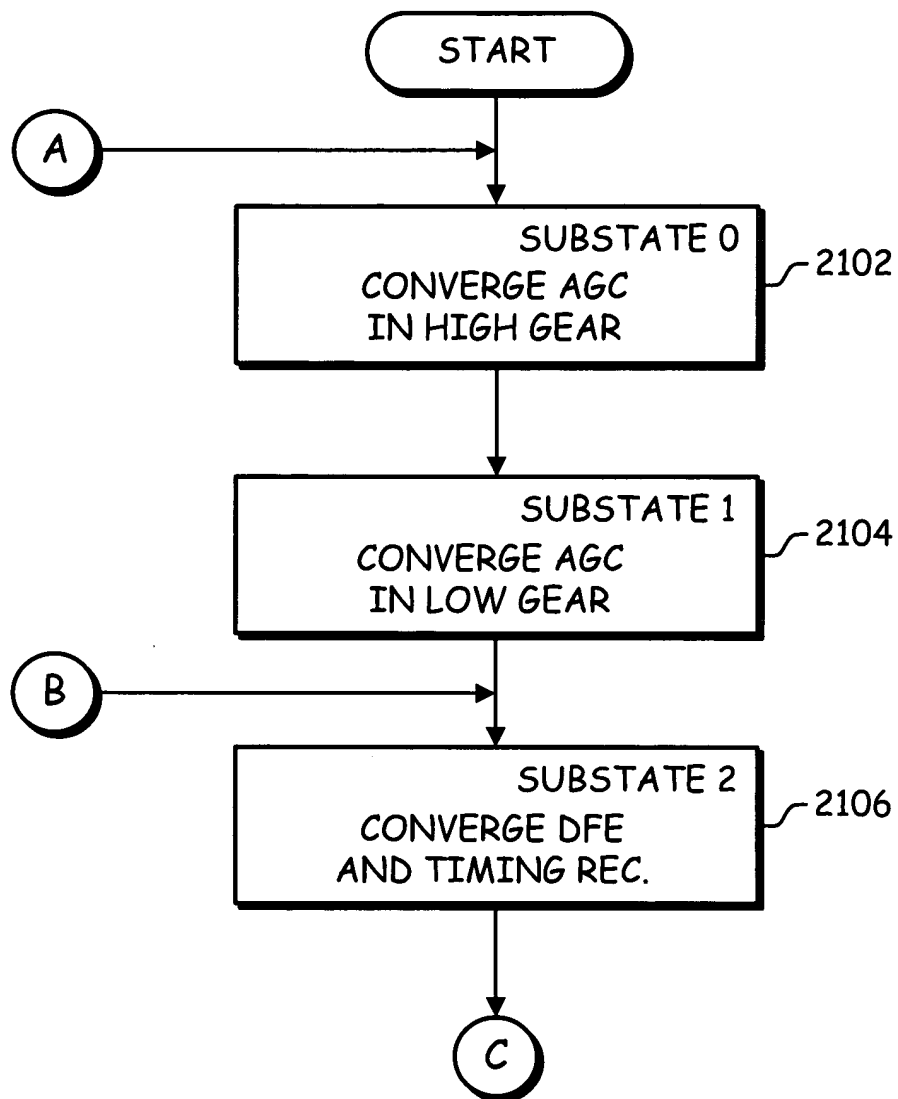 START
A
SUBSTATE 0
CONVERGE AGC
IN HIGH GEAR
2102
SUBSTATE 1
CONVERGE AGC
IN LOW GEAR
2104
B
SUBSTATE 2
CONVERGE DFE
AND TIMING REC.
2106
C